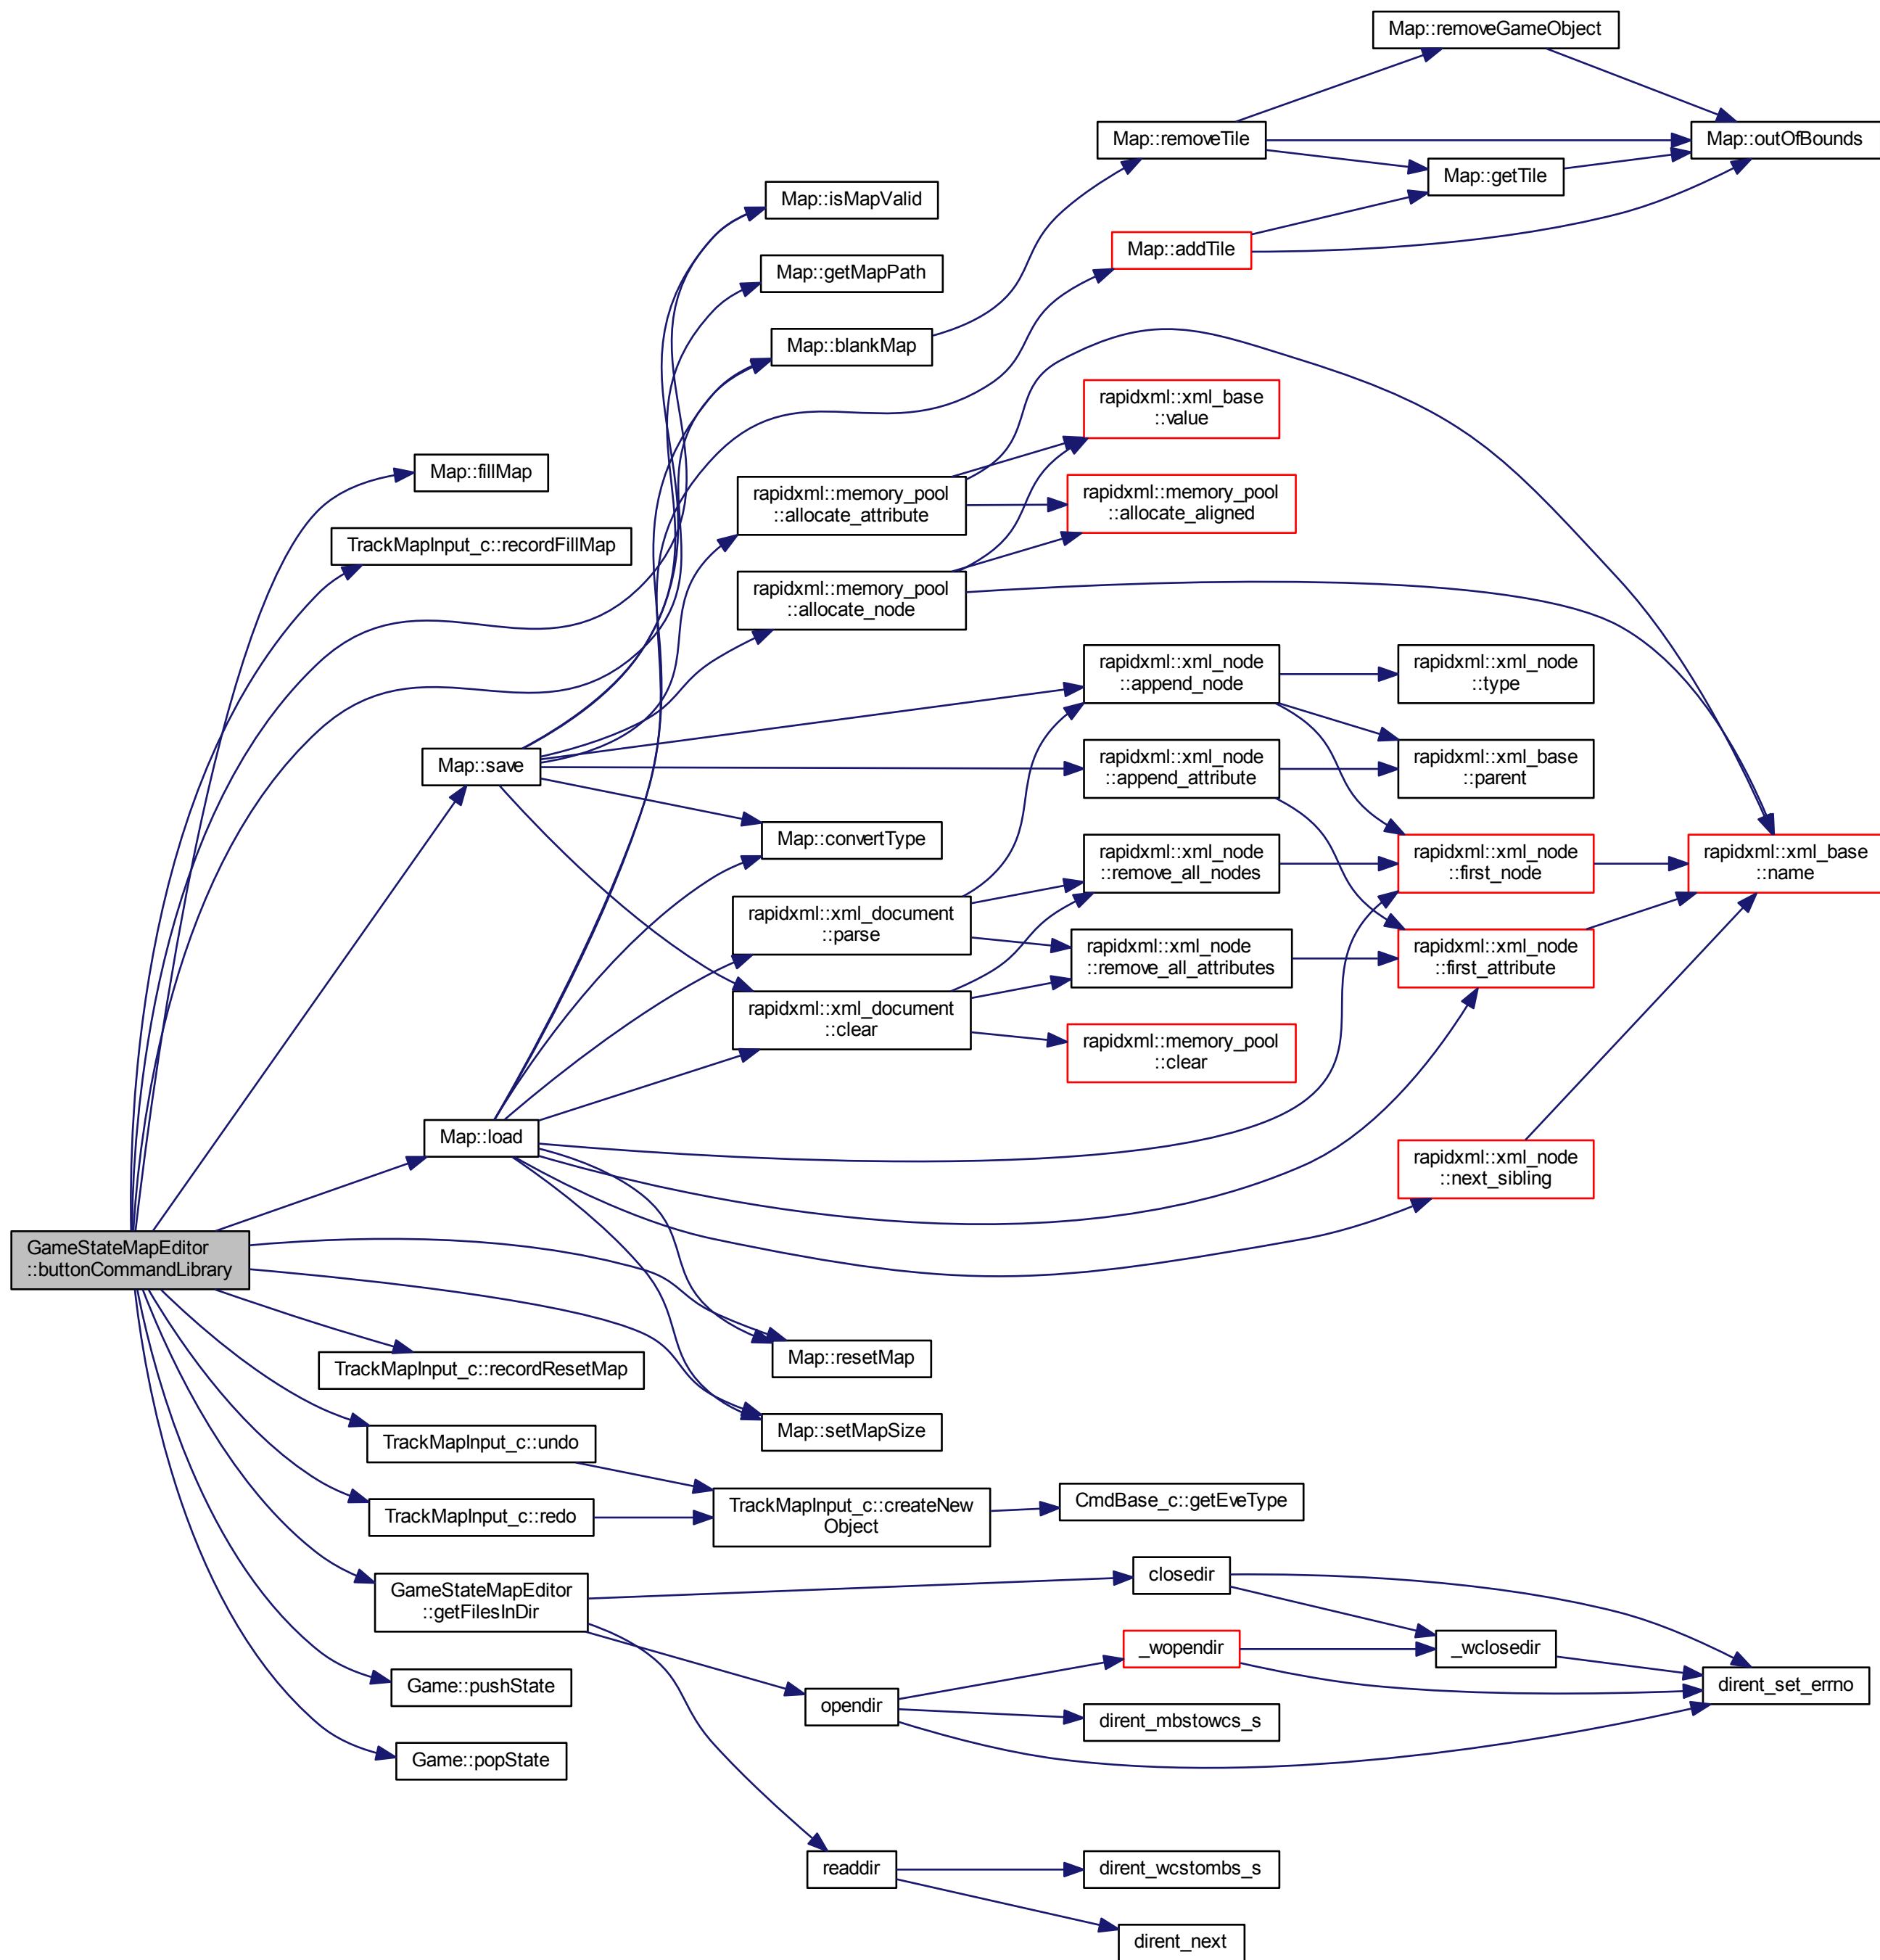 Map::removeGameObject
Map::removeTile
Map::outOfBounds
Map::getTile
Map::isMapValid
Map::addTile
Map::getMapPath
Map::blankMap
rapidxml::xml_base
::value
Map::fillMap
rapidxml::memory_pool
::allocate_attribute
rapidxml::memory_pool
::allocate_aligned
TrackMapInput_c::recordFillMap
rapidxml::memory_pool
::allocate_node
rapidxml::xml_node
::append_node
rapidxml::xml_node
::type
Map::save
rapidxml::xml_node
::append_attribute
rapidxml::xml_base
::parent
Map::convertType
rapidxml::xml_node
::remove_all_nodes
rapidxml::xml_node
::first_node
rapidxml::xml_base
::name
rapidxml::xml_document
::parse
rapidxml::xml_node
::remove_all_attributes
rapidxml::xml_node
::first_attribute
rapidxml::xml_document
::clear
rapidxml::memory_pool
::clear
Map::load
rapidxml::xml_node
::next_sibling
GameStateMapEditor
::buttonCommandLibrary
Map::resetMap
TrackMapInput_c::recordResetMap
Map::setMapSize
TrackMapInput_c::undo
TrackMapInput_c::redo
TrackMapInput_c::createNew
Object
CmdBase_c::getEveType
GameStateMapEditor
::getFilesInDir
closedir
_wopendir
_wclosedir
Game::pushState
opendir
dirent_mbstowcs_s
dirent_set_errno
Game::popState
readdir
dirent_wcstombs_s
dirent_next